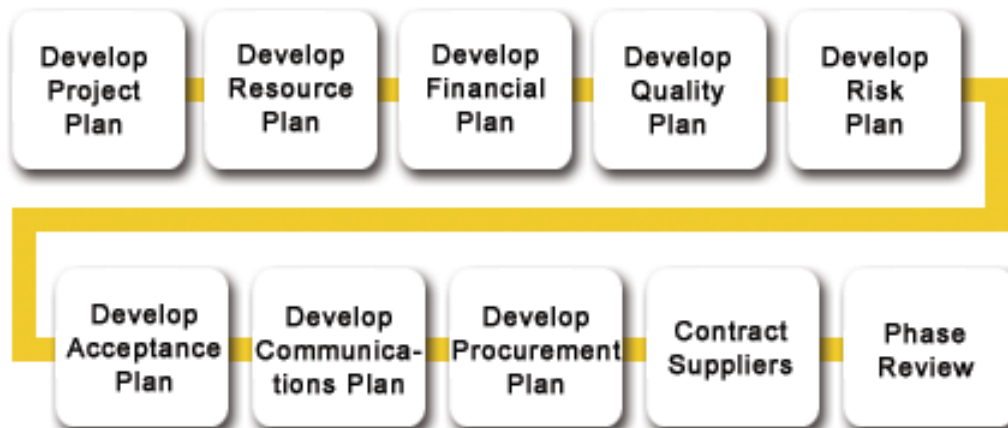 Develop
Project
Plan
Develop
Resource
Plan
Develop
Financial
Plan
Develop
Quality
Plan
Develop
Risk
Plan
Develop
Acceptance
Plan
Develop
Communica-
tions Plan
Develop
Procurement
Plan
Contract
Suppliers
Phase
Review